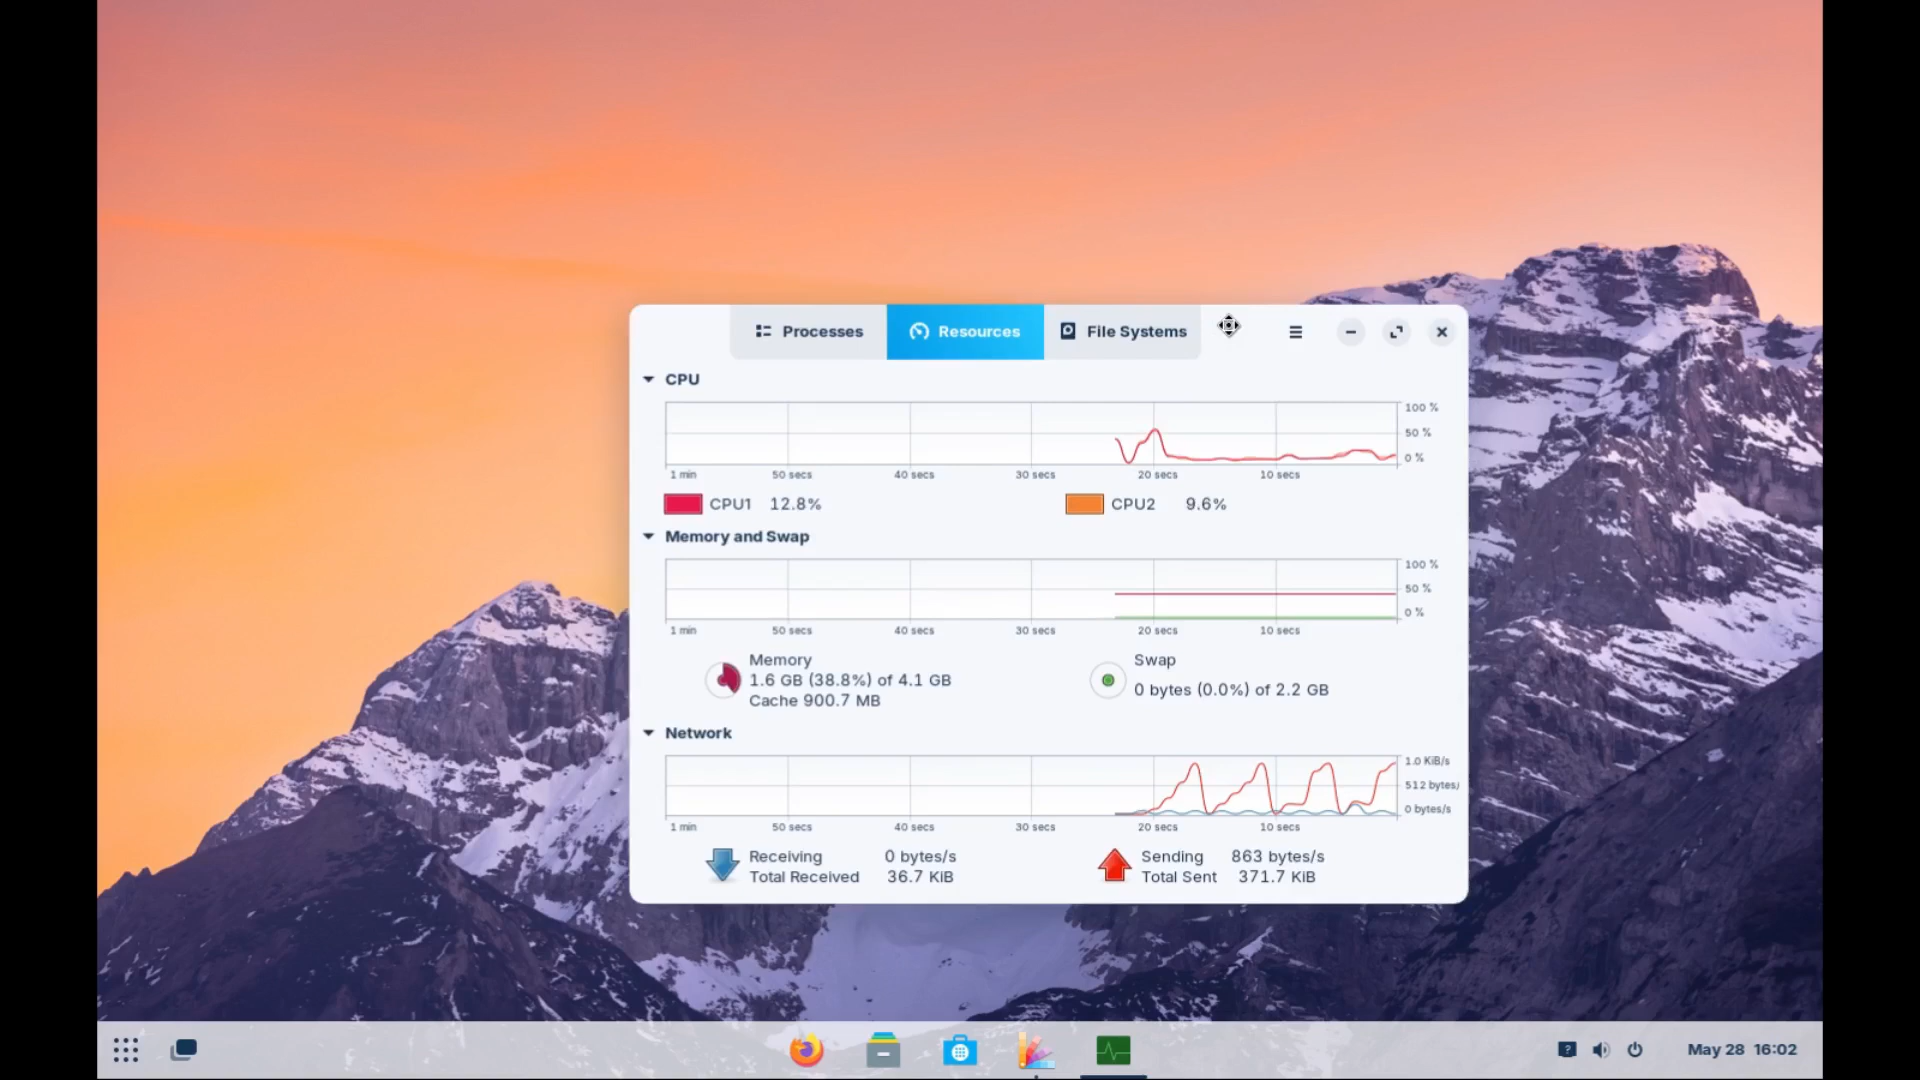 Processes Resources File Systems
CPU
100 %
50 %
0 %
1 min 50 secs 40 secs 30 secs 20 secs 10 secs
CPU1 12.8% CPU2 9.6%
Memory and Swap
100 %
50 %
0 %
1 min 50 secs 40 secs 30 secs 20 secs 10 secs
Memory
1.6 GB (38.8%) of 4.1 GB
Cache 900.7 MB
Swap
0 bytes (0.0%) of 2.2 GB
Network
1.0 KiB/s
512 bytes/
0 bytes/s
1 min 50 secs 40 secs 30 secs 20 secs 10 secs
Receiving 0 bytes/s
Total Received 36.7 KiB
Sending 863 bytes/s
Total Sent 371.7 KiB
May 28 16:02